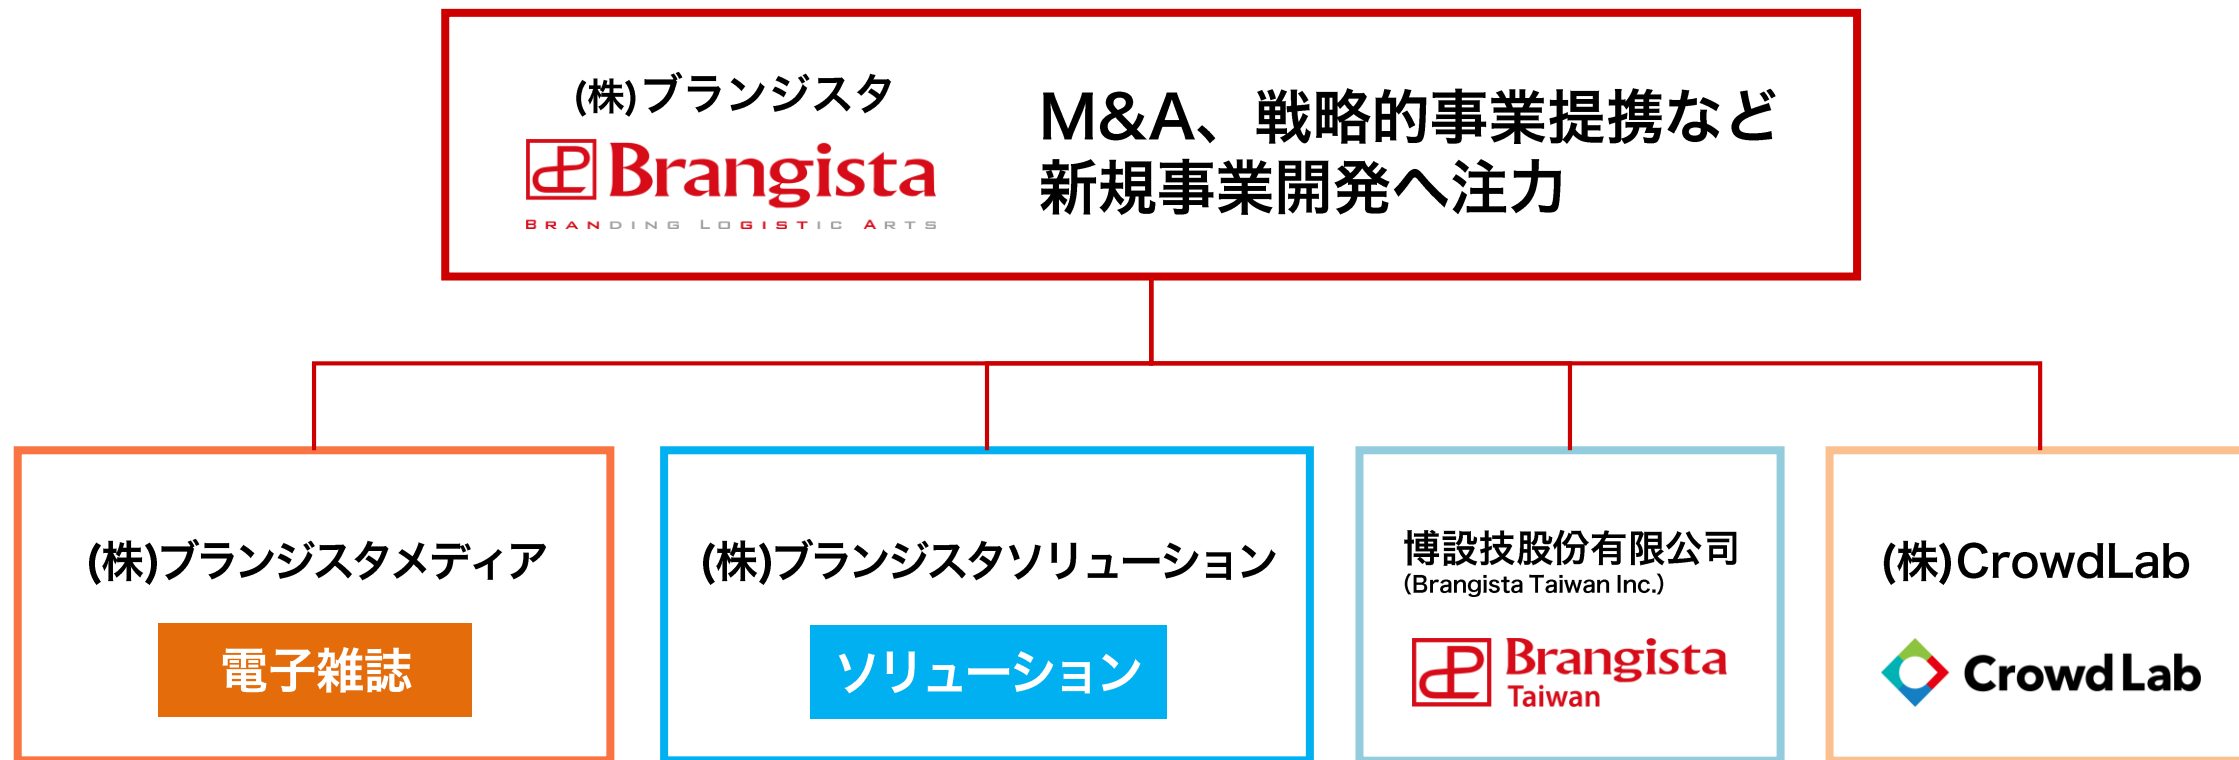 (株)ブランジスタ
Brangista
BRANDING LOGISTIC ARTS
M&A、戦略的事業提携など
新規事業開発へ注力
(株)ブランジスタメディア
電子雑誌
(株)ブランジスタソリューション
ソリューション
博設技股份有限公司
(Brangista Taiwan Inc.)
Brangista
Taiwan
(株)CrowdLab
Crowd Lab